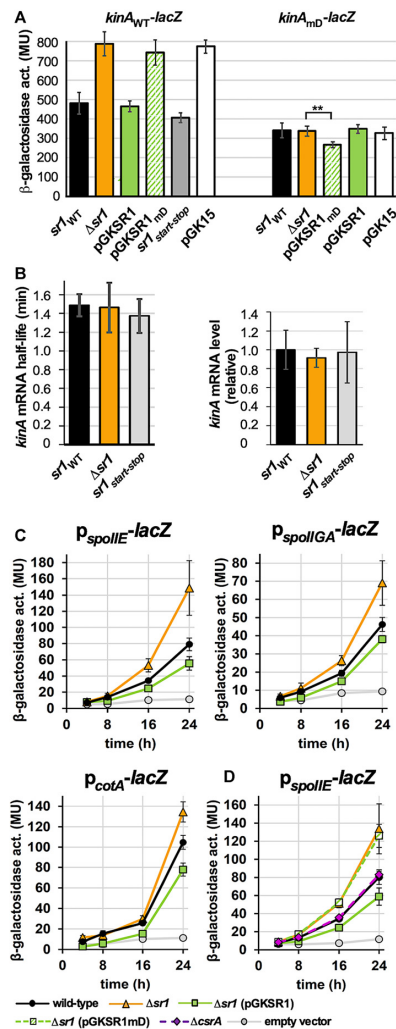 A
kinAWT-lacZ
kinAmD-lacZ
β-galactosidase act. (MU)
800
700
600
500
400
300
200
100
0
**
sr1WT
Δsr1
pGKSR1
pGKSR1mD
sr1start-stop
pGK15
sr1WT
Δsr1
pGKSR1mD
pGKSR1
pGK15
B
kinA mRNA half-life (min)
1.6
1.4
1.2
1
0.8
0.6
0.4
0.2
0
sr1WT
Δsr1
sr1start-stop
kinA mRNA level
(relative)
1.4
1.2
1
0.8
0.6
0.4
0.2
0
sr1WT
Δsr1
sr1start-stop
C
pspoIIE-lacZ
β-galactosidase act. (MU)
180
160
140
120
100
80
60
40
20
0
0 8 16 24
time (h)
pspoIIGA-lacZ
β-galactosidase act. (MU)
80
70
60
50
40
30
20
10
0
0 8 16 24
time (h)
pcotA-lacZ
β-galactosidase act. (MU)
140
120
100
80
60
40
20
0
0 8 16 24
time (h)
D
pspoIIE-lacZ
β-galactosidase act. (MU)
160
140
120
100
80
60
40
20
0
0 8 16 24
time (h)
wild-type Δsr1 Δsr1 (pGKSR1)
Δsr1 (pGKSR1mD) ΔcsrA empty vector